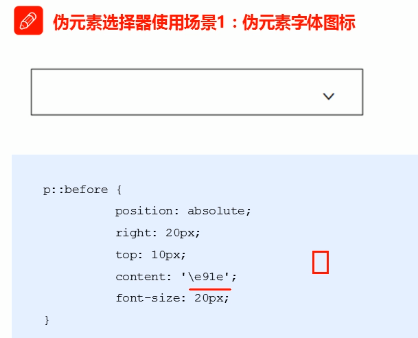 伪元素选择器使用场景1：伪元素字体图标
p::before {
position: absolute;
right: 20px;
top: 10px;
content: '\e91e';
font-size: 20px;
}